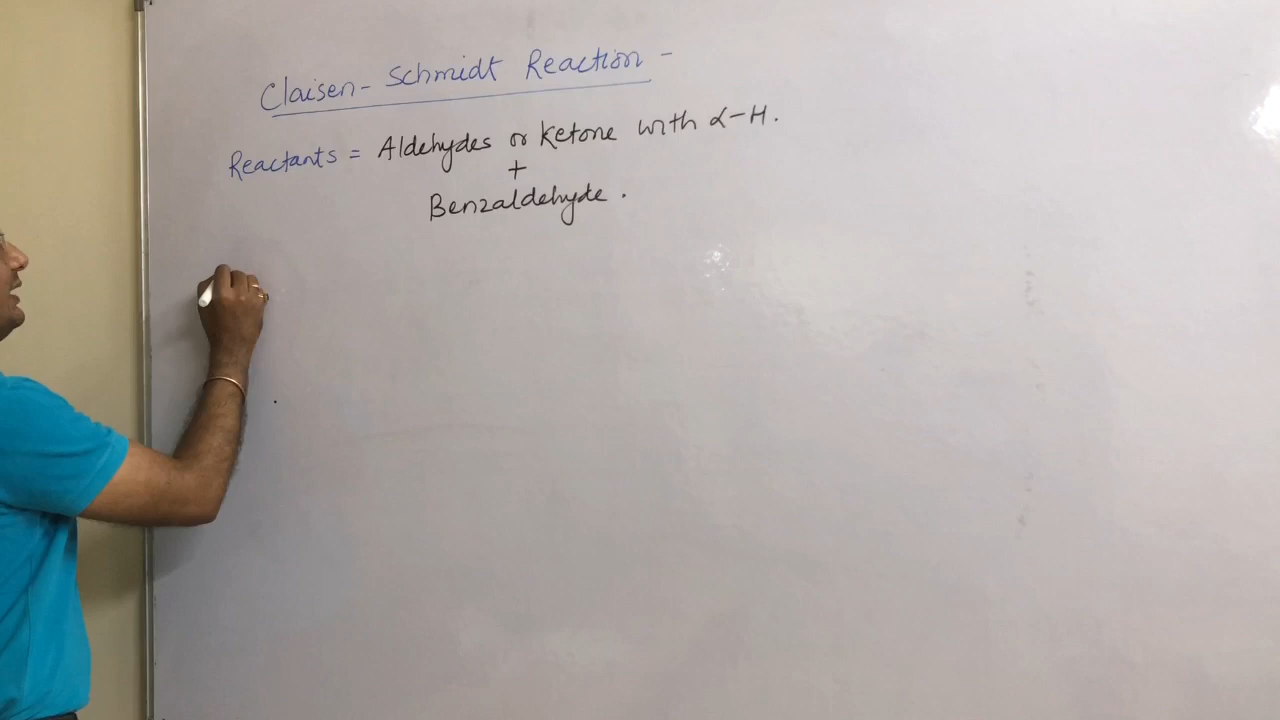 Claisen-Schmidt Reaction -
Reactants = Aldehydes or Ketone with α-H.
+
Benzaldehyde.